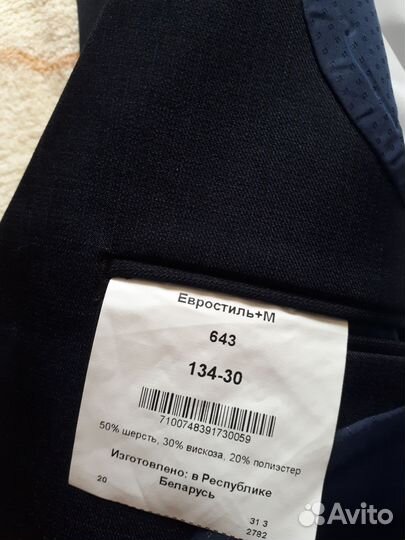 Евростиль+М
643
134-30
7100748391730059
50% шерсть, 30% вискоза, 20% полиэстер
Изготовлено: в Республике
Беларусь
20
31 3
2782
Avito